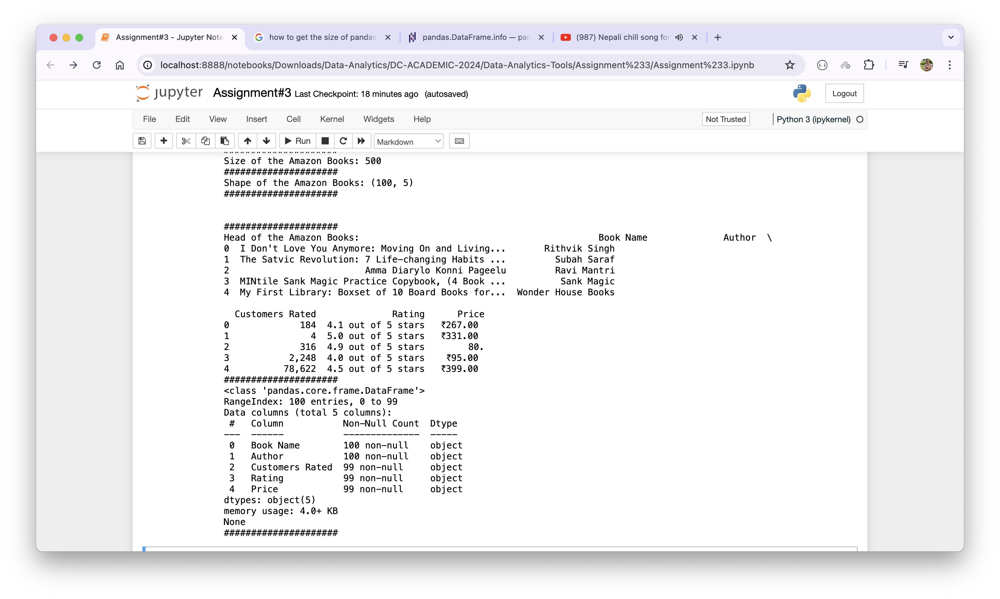 Assignment#3 - Jupyter Note
how to get the size of pandas
pandas.DataFrame.info — pan
(987) Nepali chill song for
localhost:8888/notebooks/Downloads/Data-Analytics/DC-ACADEMIC-2024/Data-Analytics-Tools/Assignment%233/Assignment%233.ipynb
jupyter Assignment#3 Last Checkpoint: 18 minutes ago (autosaved)
Logout
File Edit View Insert Cell Kernel Widgets Help
Not Trusted
Python 3 (ipykernel)
Run
Markdown
#####################
Size of the Amazon Books: 500
#####################
Shape of the Amazon Books: (100, 5)
#####################
#####################
Head of the Amazon Books: Book Name Author \
0 I Don't Love You Anymore: Moving On and Living... Rithvik Singh
1 The Satvic Revolution: 7 Life-changing Habits ... Subah Saraf
2 Amma Diarylo Konni Pageelu Ravi Mantri
3 MINtile Sank Magic Practice Copybook, (4 Book ... Sank Magic
4 My First Library: Boxset of 10 Board Books for... Wonder House Books
Customers Rated Rating Price
0 184 4.1 out of 5 stars ₹267.00
1 4 5.0 out of 5 stars ₹331.00
2 316 4.9 out of 5 stars 80.
3 2,248 4.0 out of 5 stars ₹95.00
4 78,622 4.5 out of 5 stars ₹399.00
#####################
<class 'pandas.core.frame.DataFrame'>
RangeIndex: 100 entries, 0 to 99
Data columns (total 5 columns):
# Column Non-Null Count Dtype
--- ------ -------------- -----
0 Book Name 100 non-null object
1 Author 100 non-null object
2 Customers Rated 99 non-null object
3 Rating 99 non-null object
4 Price 99 non-null object
dtypes: object(5)
memory usage: 4.0+ KB
None
#####################